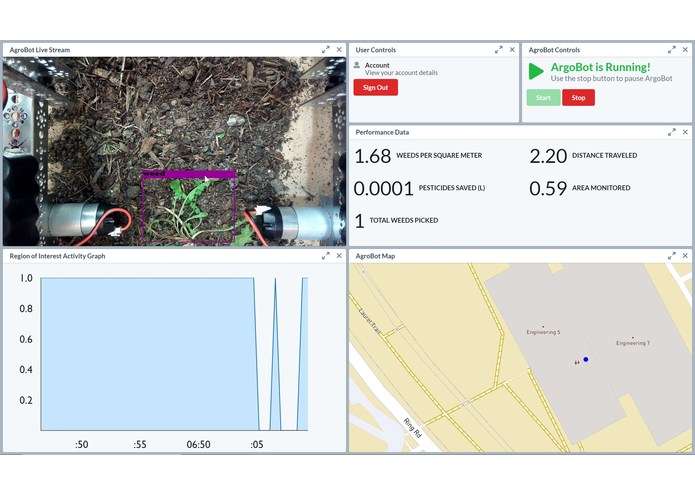 AgroBot Live Stream
weed
User Controls
Account
View your account details
Sign Out
AgroBot Controls
ArgoBot is Running!
Use the stop button to pause ArgoBot
Start
Stop
Performance Data
1.68 WEEDS PER SQUARE METER
2.20 DISTANCE TRAVELED
0.0001 PESTICIDES SAVED (L)
0.59 AREA MONITORED
1 TOTAL WEEDS PICKED
Region of Interest Activity Graph
1.0
0.8
0.6
0.4
0.2
:50
:55
06:50
:05
AgroBot Map
Laurel Trail
Engineering 5
Engineering 7
Ring Rd